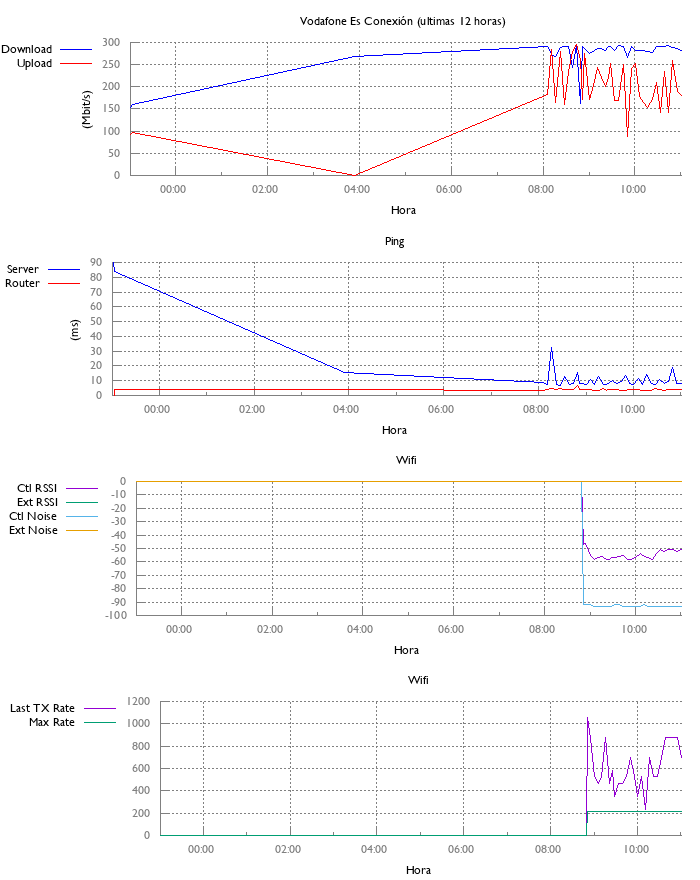 Vodafone Es Conexión (ultimas 12 horas)
Download
Upload
(Mbit/s)
300
250
200
150
100
50
0
00:00 02:00 04:00 06:00 08:00 10:00
Hora
Ping
Server
Router
(ms)
90
80
70
60
50
40
30
20
10
0
00:00 02:00 04:00 06:00 08:00 10:00
Hora
Wifi
Ctl RSSI
Ext RSSI
Ctl Noise
Ext Noise
0
-10
-20
-30
-40
-50
-60
-70
-80
-90
-100
00:00 02:00 04:00 06:00 08:00 10:00
Hora
Wifi
Last TX Rate
Max Rate
1200
1000
800
600
400
200
0
00:00 02:00 04:00 06:00 08:00 10:00
Hora